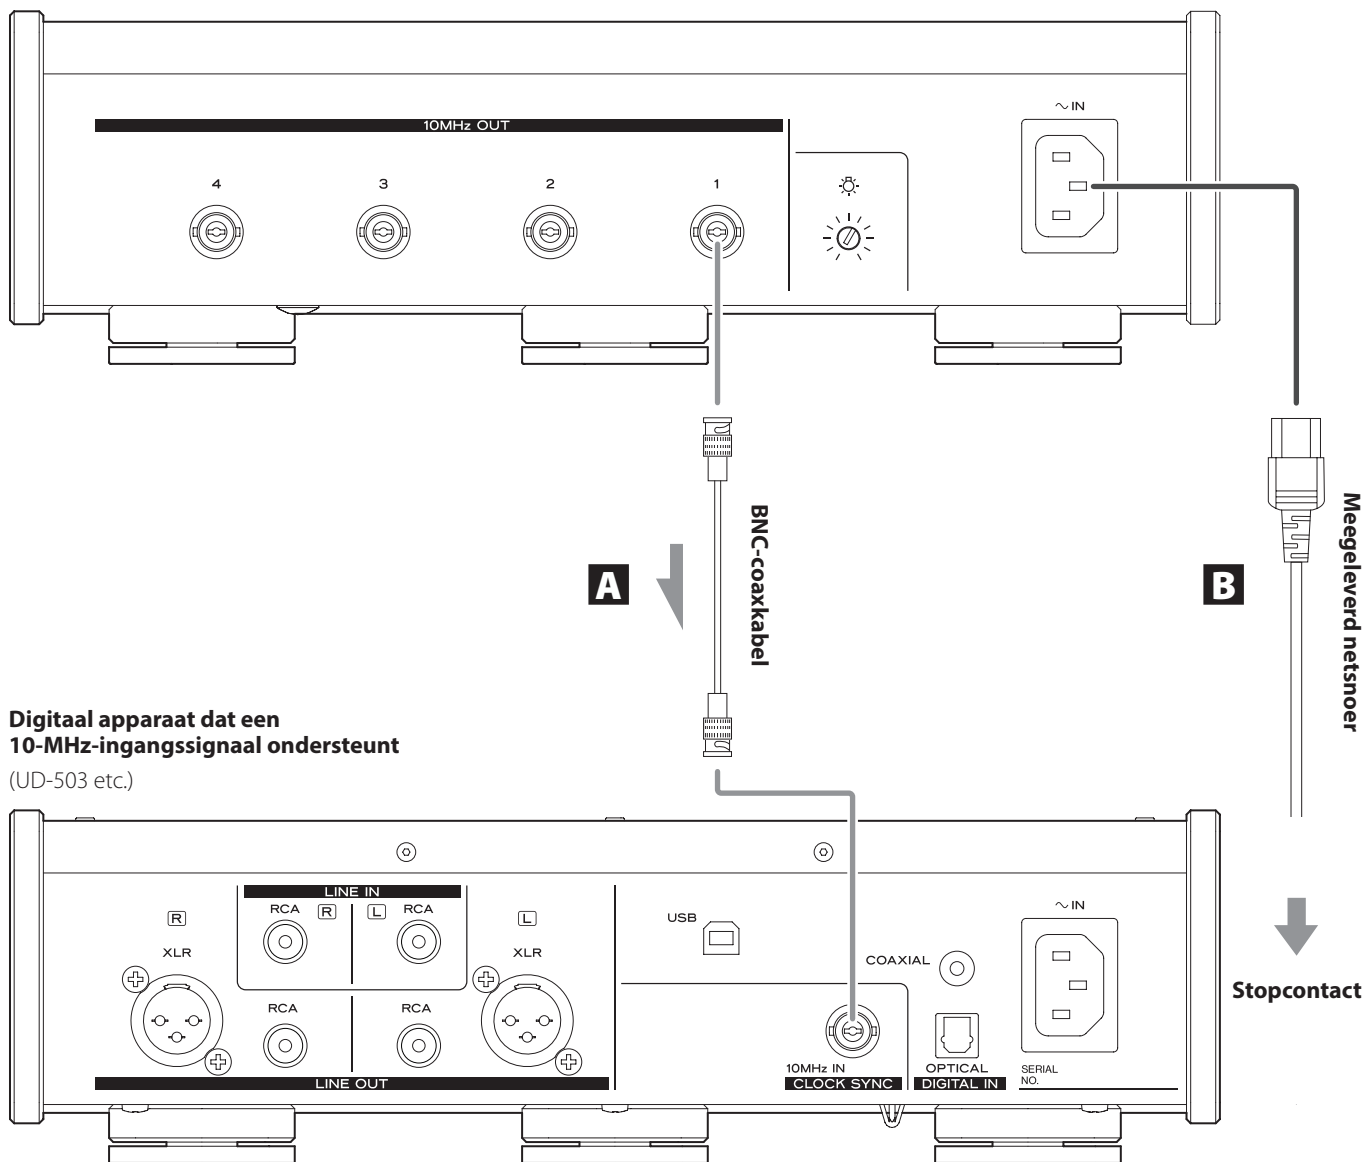 ∼ IN
10MHz OUT
4
3
2
1
BNC-coaxkabel
Meegeleverd netsnoer
A
B
Digitaal apparaat dat een
10-MHz-ingangssignaal ondersteunt
(UD-503 etc.)
LINE IN
RCA R L RCA
R
L
XLR
XLR
USB
∼ IN
COAXIAL
Stopcontact
RCA
RCA
10MHz IN
CLOCK SYNC
OPTICAL
DIGITAL IN
SERIAL
NO.
LINE OUT